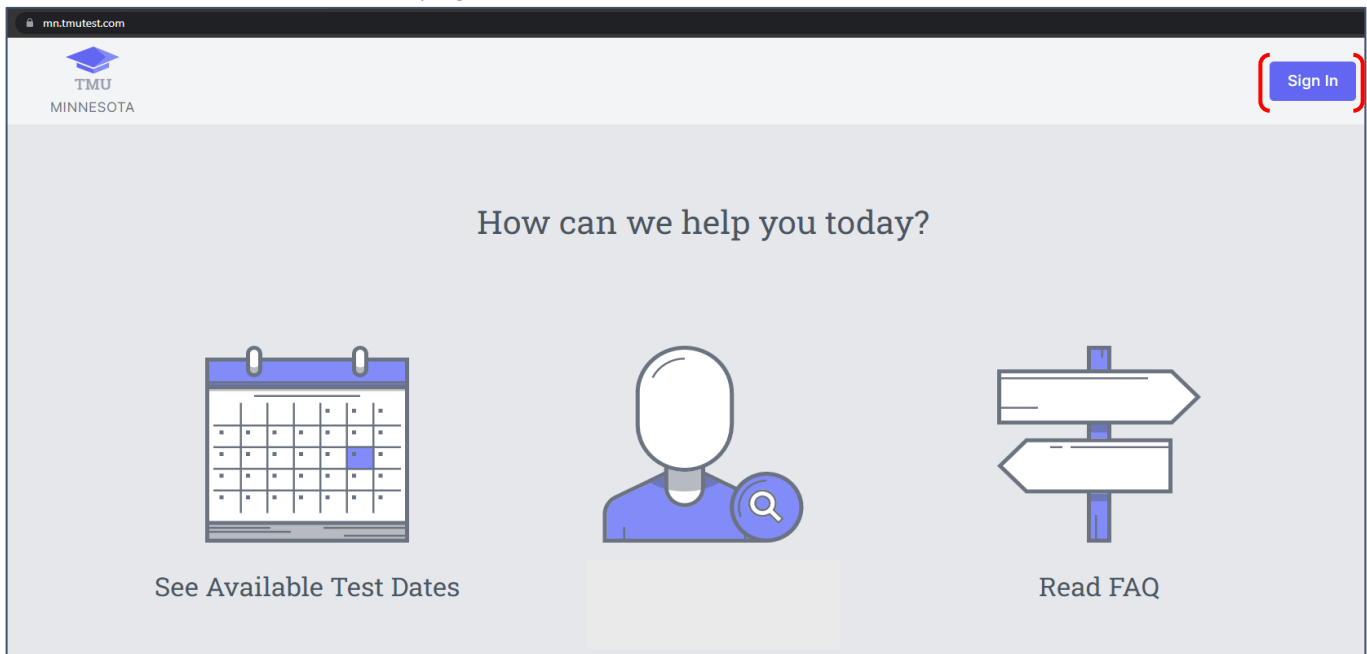 mn.tmutest.com
TMU
MINNESOTA
Sign In
How can we help you today?
See Available Test Dates
Read FAQ